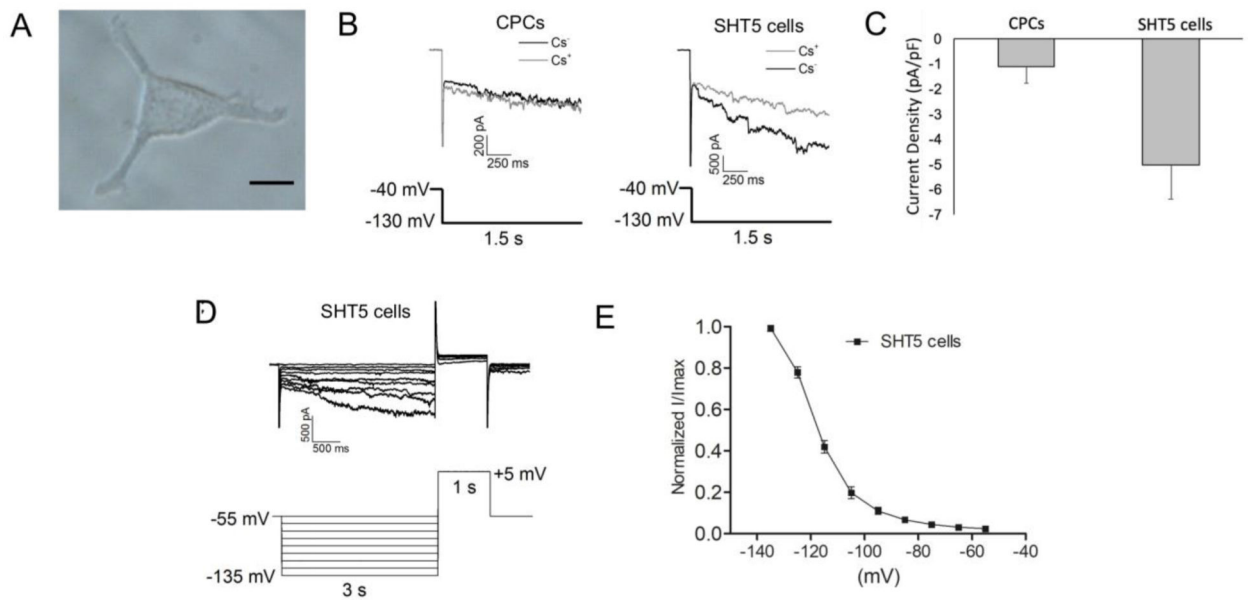 A
B
CPCs
Cs-
Cs+
200 pA
250 ms
-40 mV
-130 mV
1.5 s
SHT5 cells
Cs+
Cs-
500 pA
250 ms
-40 mV
-130 mV
1.5 s
C
CPCs SHT5 cells
Current Density (pA/pF)
0
-1
-2
-3
-4
-5
-6
-7
D
SHT5 cells
500 pA
500 ms
+5 mV
1 s
-55 mV
-135 mV
3 s
E
SHT5 cells
Normalized I/Imax
1.0
0.8
0.6
0.4
0.2
0.0
-140 -120 -100 -80 -60 -40
(mV)